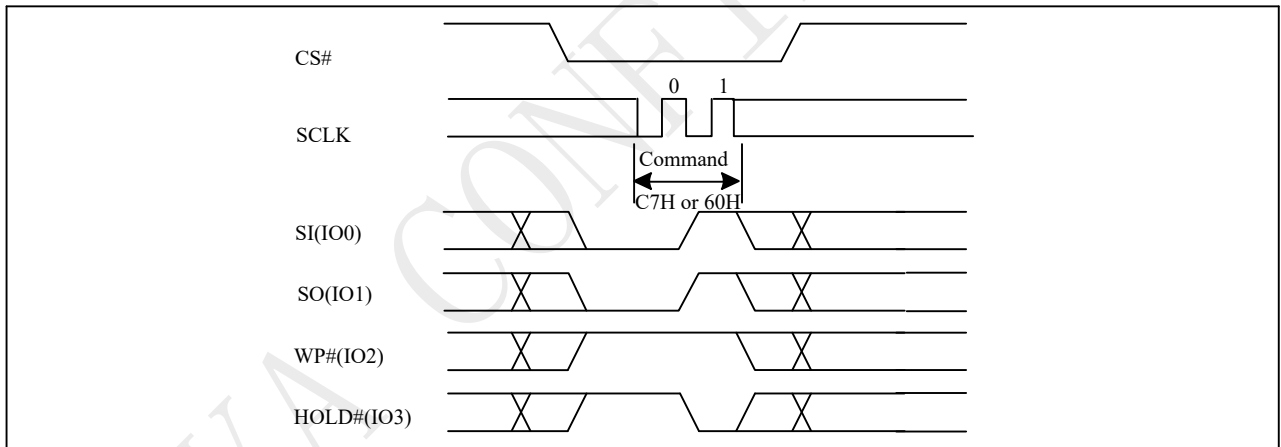 CS#
0 1
SCLK
Command
C7H or 60H
SI(IO0)
SO(IO1)
WP#(IO2)
HOLD#(IO3)